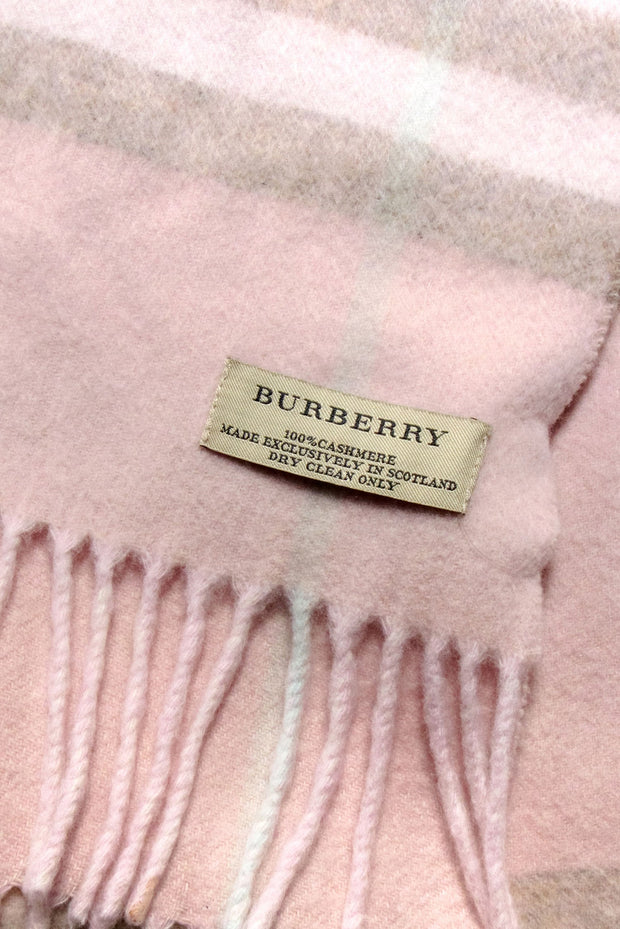 BURBERRY
100%CASHMERE
MADE EXCLUSIVELY IN SCOTLAND
DRY CLEAN ONLY